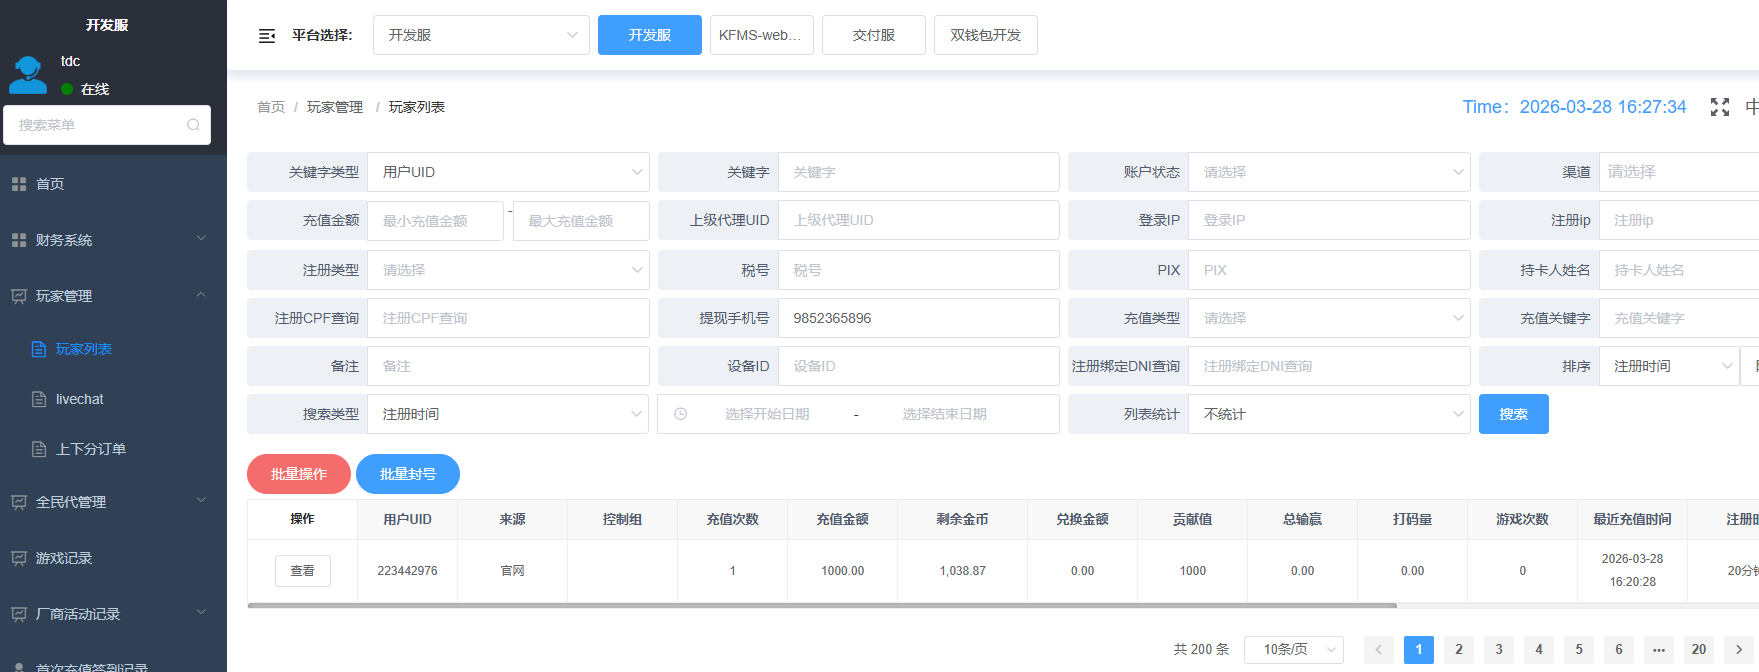 开发服
tdc
在线
搜索菜单
首页
财务系统
玩家管理
玩家列表
livechat
上下分订单
全民代管理
游戏记录
厂商活动记录
首次充值签到记录
平台选择: 开发服 开发服 KFMS-web... 交付服 双钱包开发
首页 / 玩家管理 / 玩家列表 Time: 2026-03-28 16:27:34 中
关键字类型 用户UID 关键字 关键字 账户状态 请选择 渠道 请选择
充值金额 最小充值金额 - 最大充值金额 上级代理UID 上级代理UID 登录IP 登录IP 注册ip 注册ip
注册类型 请选择 税号 税号 PIX PIX 持卡人姓名 持卡人姓名
注册CPF查询 注册CPF查询 提现手机号 9852365896 充值类型 请选择 充值关键字 充值关键字
备注 备注 设备ID 设备ID 注册绑定DNI查询 注册绑定DNI查询 排序 注册时间
搜索类型 注册时间 选择开始日期 - 选择结束日期 列表统计 不统计 搜索
批量操作 批量封号
操作 用户UID 来源 控制组 充值次数 充值金额 剩余金币 兑换金额 贡献值 总输赢 打码量 游戏次数 最近充值时间 注册时
查看 223442976 官网 1 1000.00 1,038.87 0.00 1000 0.00 0.00 0 2026-03-28 16:20:28 20分钟
共 200 条 10条/页 1 2 3 4 5 6 ... 20